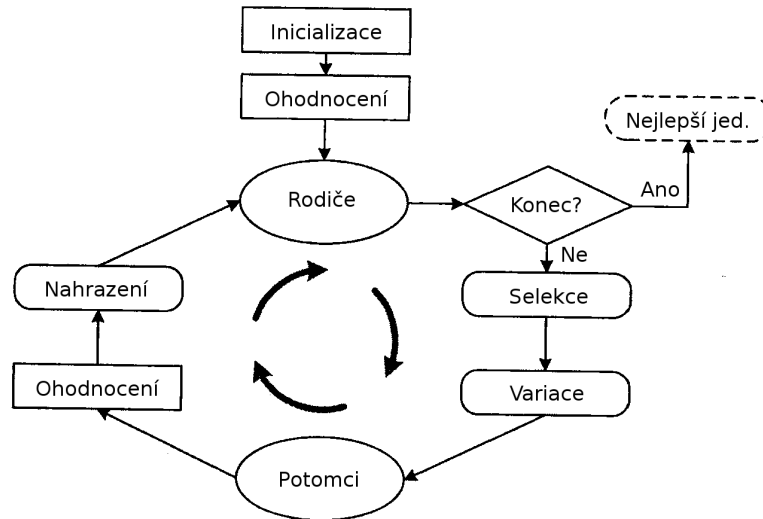 Inicializace
Ohodnocení
Nejlepší jed.
Rodiče
Konec?
Ano
Ne
Nahrazení
Selekce
Ohodnocení
Variace
Potomci